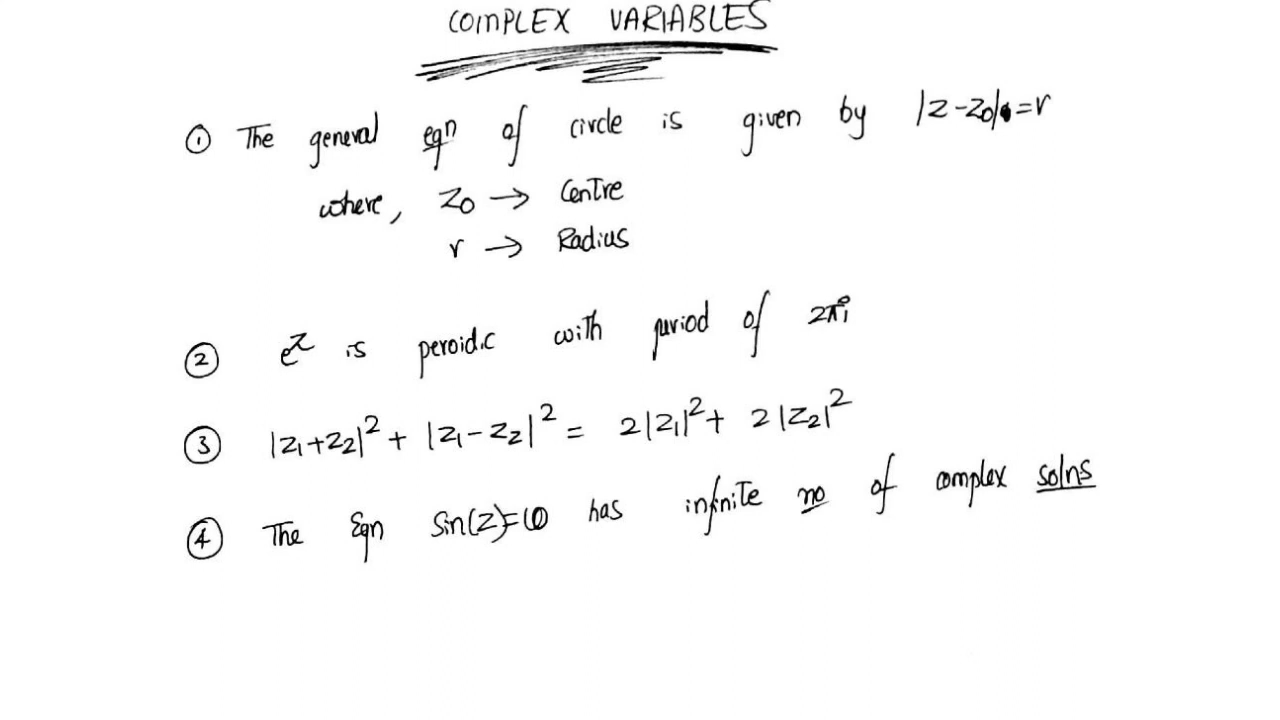 COMPLEX VARIABLES
① The general eqn of circle is given by |z-z0|=r
where, z0 → Centre
r → Radius
② e^z is peroidic with period of 2πi
③ |z1+z2|^2 + |z1-z2|^2 = 2|z1|^2 + 2|z2|^2
④ The Eqn Sin(z)= has infinite no of complex solns